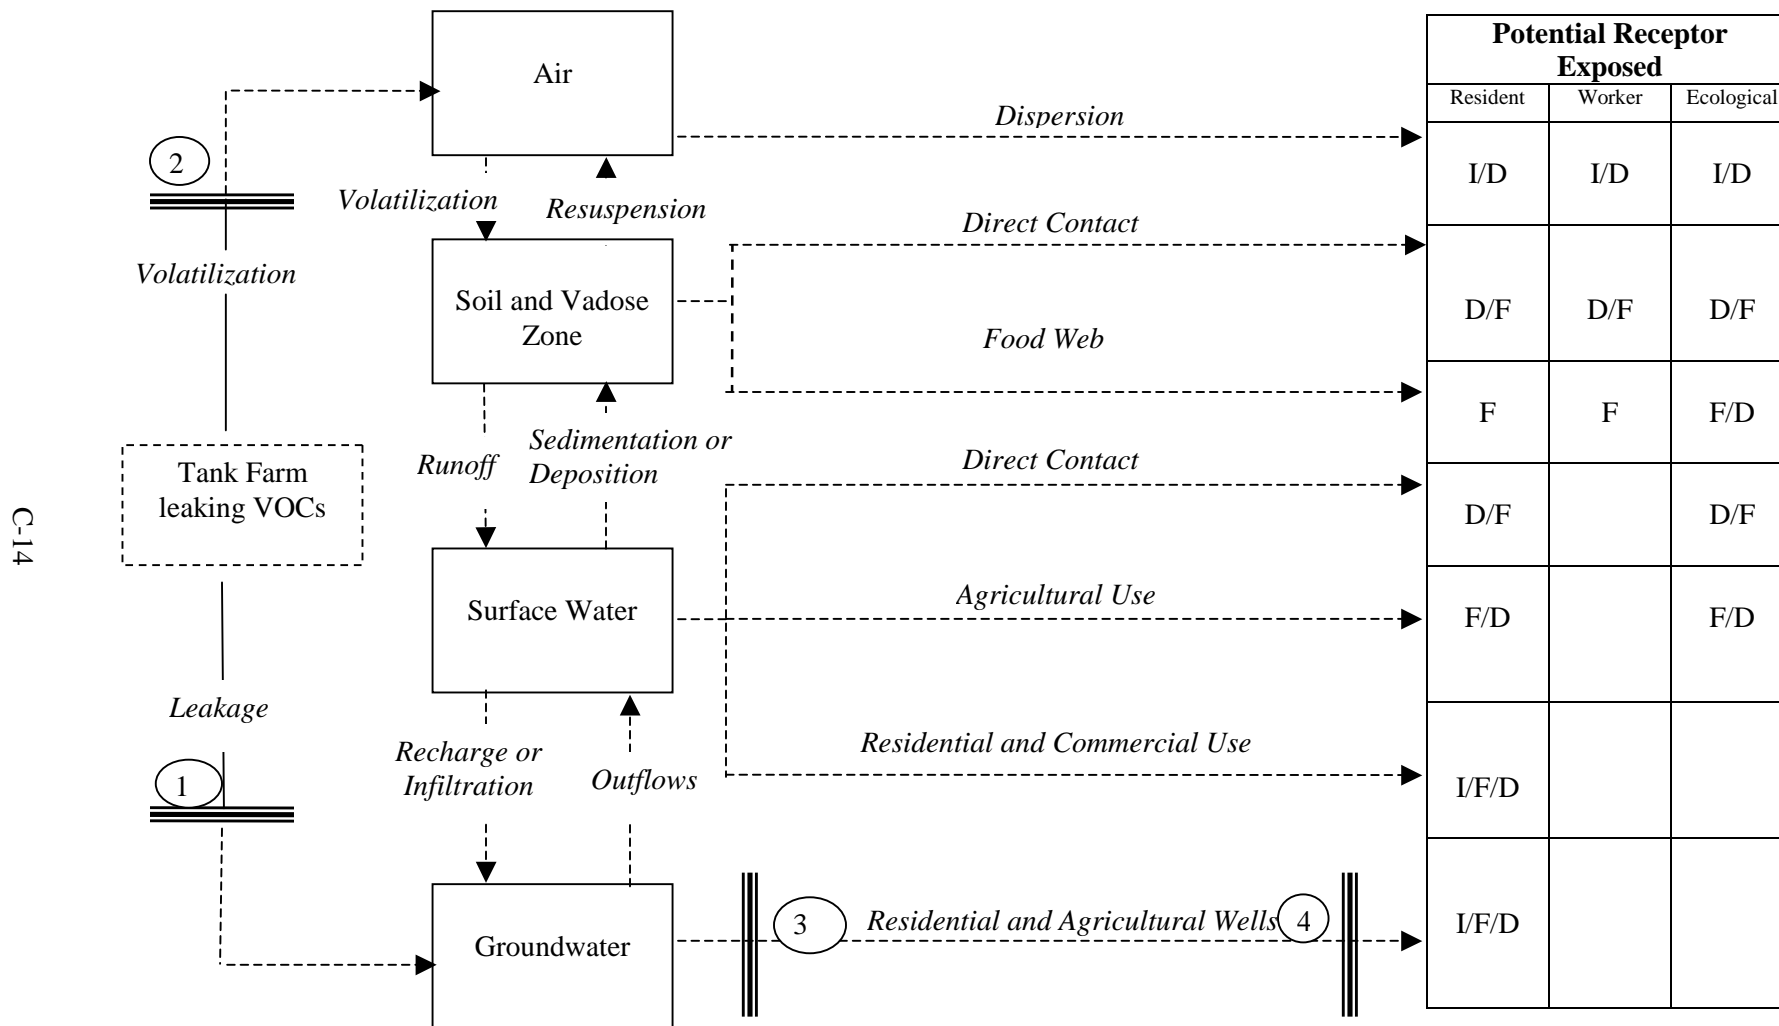 Air
Potential Receptor
Exposed
Resident
Worker
Ecological
Dispersion
2
I/D
I/D
I/D
Volatilization
Resuspension
Direct Contact
Volatilization
Soil and Vadose
Zone
D/F
D/F
D/F
Food Web
F
F
F/D
Sedimentation or
Deposition
Runoff
Direct Contact
Tank Farm
leaking VOCs
C-14
D/F
D/F
Surface Water
Agricultural Use
F/D
F/D
Leakage
Recharge or
Infiltration
Outflows
Residential and Commercial Use
1
I/F/D
Groundwater
3
Residential and Agricultural Wells
4
I/F/D